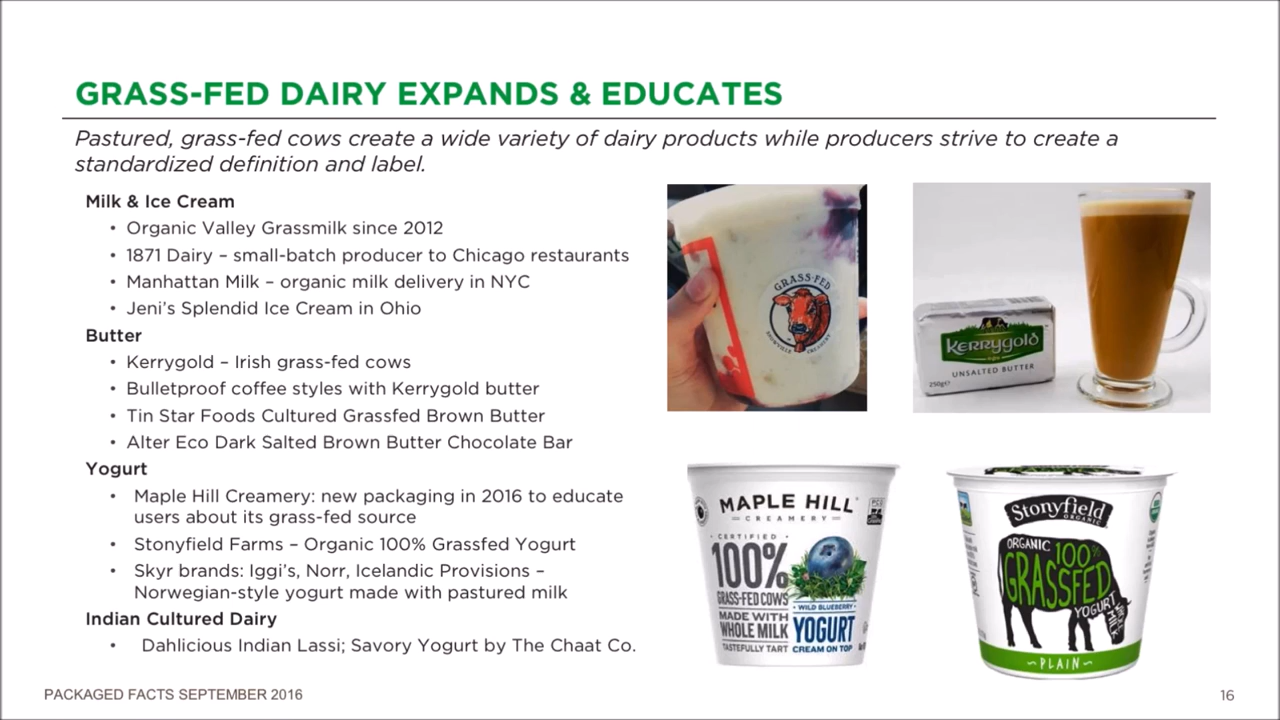 GRASS-FED DAIRY EXPANDS & EDUCATES
Pastured, grass-fed cows create a wide variety of dairy products while producers strive to create a
standardized definition and label.
Milk & Ice Cream
• Organic Valley Grassmilk since 2012
• 1871 Dairy – small-batch producer to Chicago restaurants
• Manhattan Milk – organic milk delivery in NYC
• Jeni's Splendid Ice Cream in Ohio
Butter
• Kerrygold – Irish grass-fed cows
• Bulletproof coffee styles with Kerrygold butter
• Tin Star Foods Cultured Grassfed Brown Butter
• Alter Eco Dark Salted Brown Butter Chocolate Bar
Yogurt
• Maple Hill Creamery: new packaging in 2016 to educate
users about its grass-fed source
• Stonyfield Farms – Organic 100% Grassfed Yogurt
• Skyr brands: Iggi's, Norr, Icelandic Provisions –
Norwegian-style yogurt made with pastured milk
Indian Cultured Dairy
• Dahlicious Indian Lassi; Savory Yogurt by The Chaat Co.
GRASS-FED
SNOWVILLE CREAMERY
Kerrygold
UNSALTED BUTTER
250g e
MAPLE HILL
CREAMERY
CERTIFIED
100%
GRASS-FED COWS
MADE WITH
WHOLE MILK
TASTEFULLY TART
WILD BLUEBERRY
YOGURT
CREAM ON TOP
Stonyfield
ORGANIC
ORGANIC 100%
GRASSFED
YOGURT
WHOLE MILK
~PLAIN~
PACKAGED FACTS SEPTEMBER 2016
16